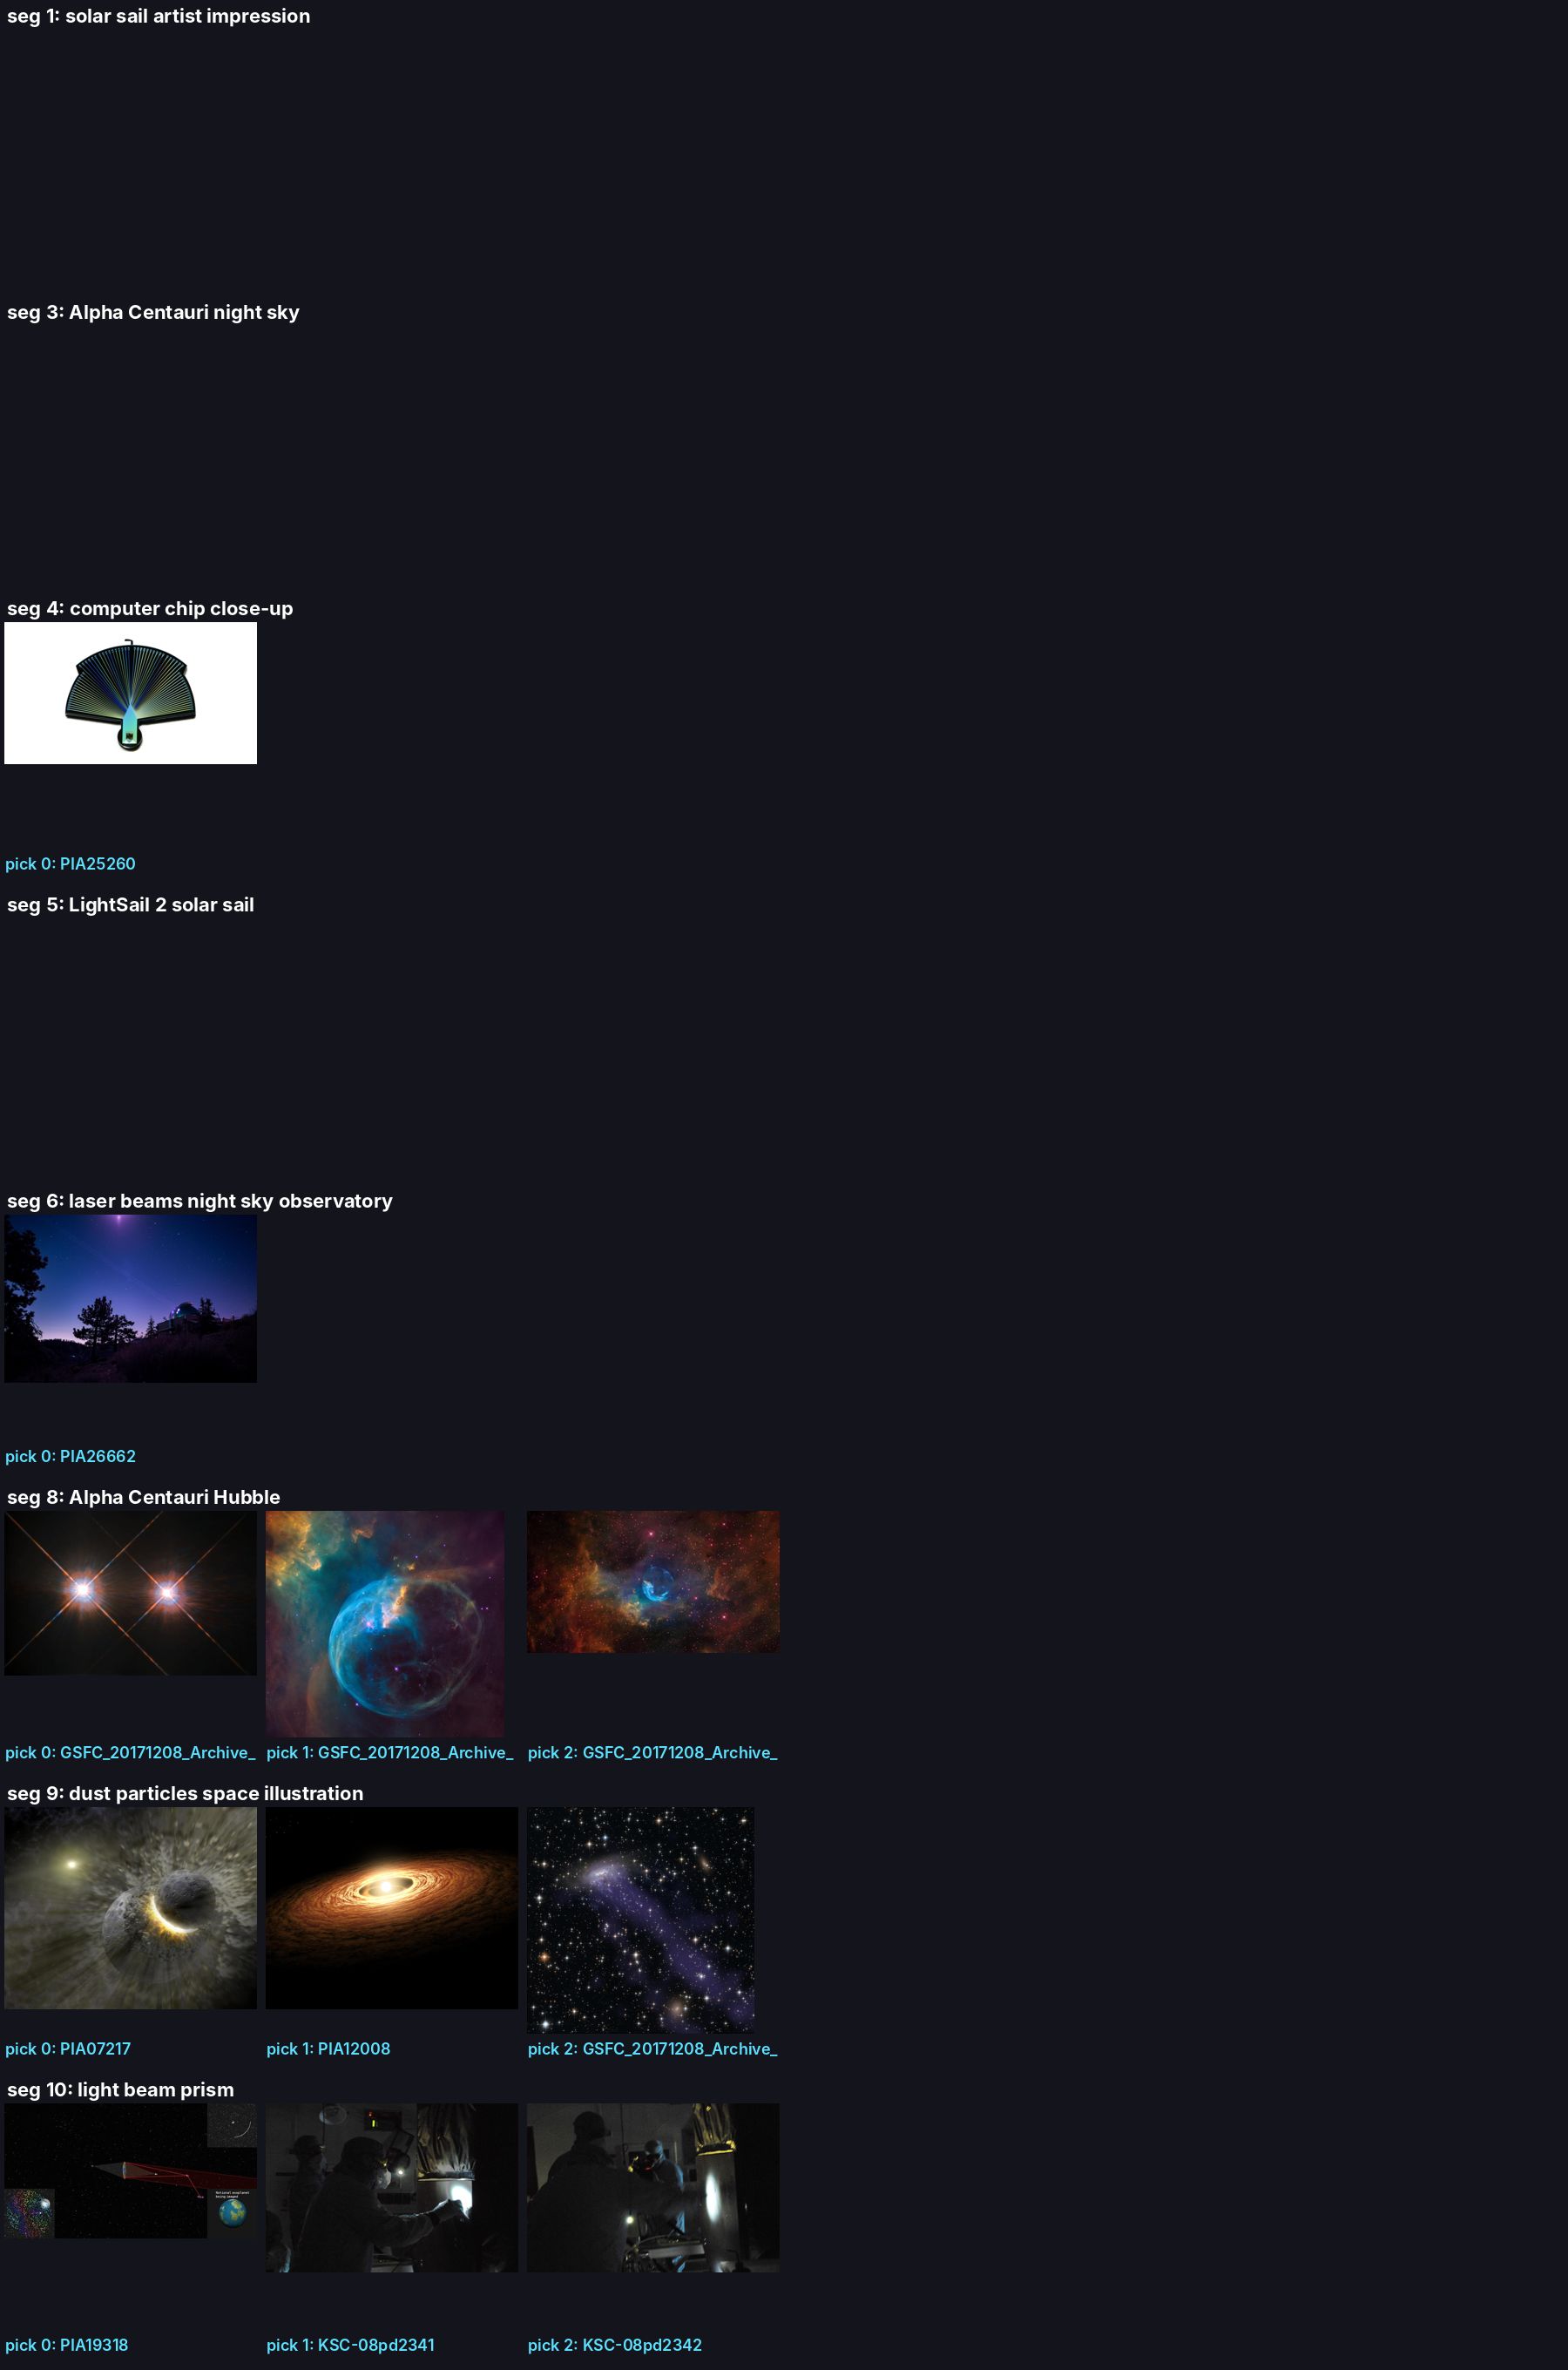 seg 1: solar sail artist impression
seg 3: Alpha Centauri night sky
seg 4: computer chip close-up
pick 0: PIA25260
seg 5: LightSail 2 solar sail
seg 6: laser beams night sky observatory
pick 0: PIA26662
seg 8: Alpha Centauri Hubble
pick 0: GSFC_20171208_Archive_
pick 1: GSFC_20171208_Archive_
pick 2: GSFC_20171208_Archive_
seg 9: dust particles space illustration
pick 0: PIA07217
pick 1: PIA12008
pick 2: GSFC_20171208_Archive_
seg 10: light beam prism
pick 0: PIA19318
pick 1: KSC-08pd2341
pick 2: KSC-08pd2342